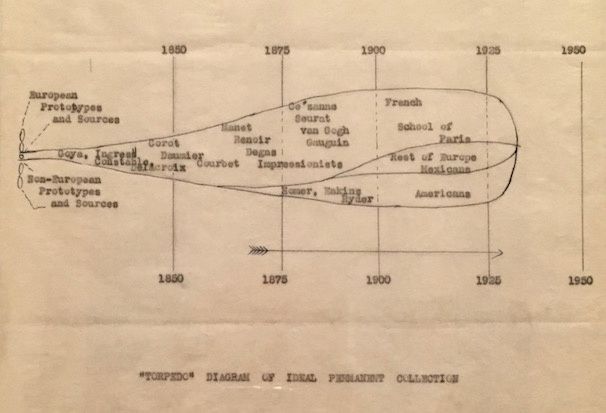 1850 1875 1900 1925 1950
European
Prototypes
and Sources
Goya, Ingres
Constable,
Delacroix
Corot
Daumier
Courbet
Manet
Renoir
Degas
Impressionists
Ce'sanne
Seurat
van Gogh
Gauguin
French
School of
Paris
Rest of Europe
Mexicans
Homer, Eakins
Ryder
Americans
Non-European
Prototypes
and Sources
1850 1875 1900 1925 1950
"TORPEDO" DIAGRAM OF IDEAL PERMANENT COLLECTION